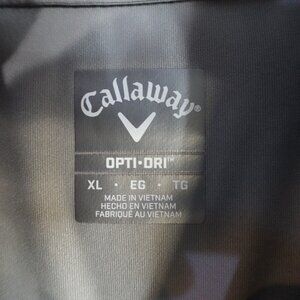 Callaway®
OPTI·DRI™
XL · EG · TG
MADE IN VIETNAM
HECHO EN VIETNAM
FABRIQUÉ AU VIETNAM